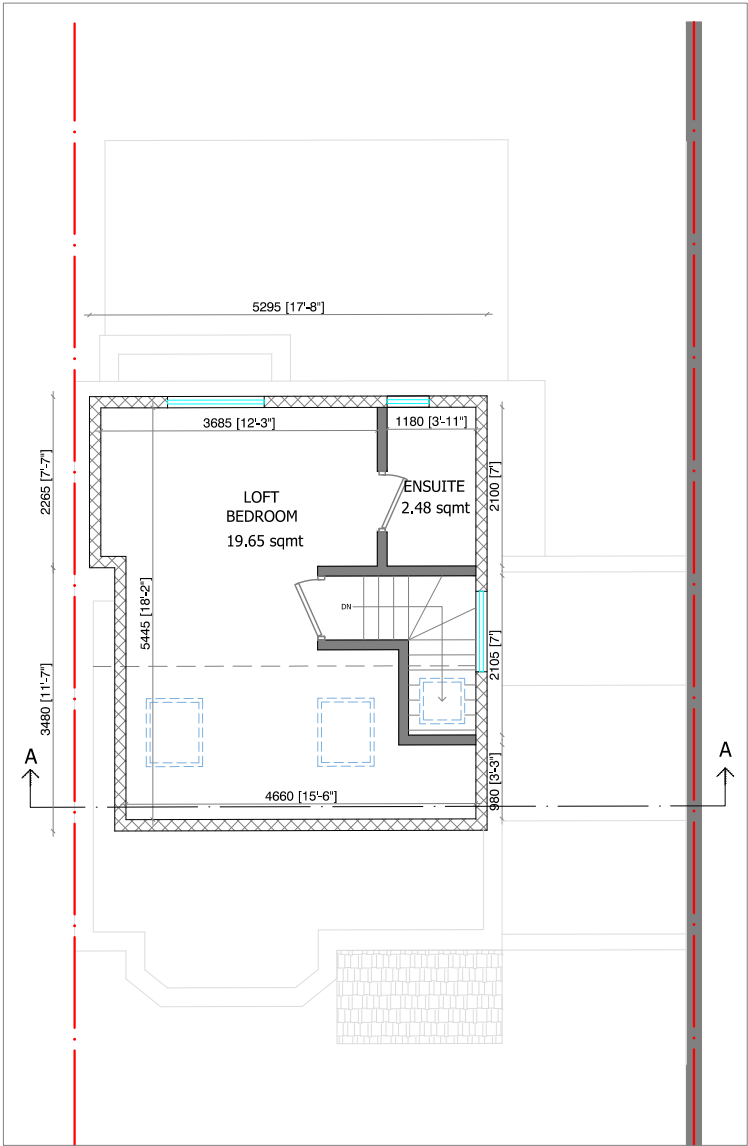 5295 [17'-8"]
3685 [12'-3"]
1180 [3'-11"]
2265 [7'-7"]
LOFT
BEDROOM
19.65 sqmt
ENSUITE
2.48 sqmt
2100 [7']
5445 [18'-2"]
DN
2105 [7']
3480 [11'-7"]
A
A
4660 [15'-6"]
980 [3'-3"]